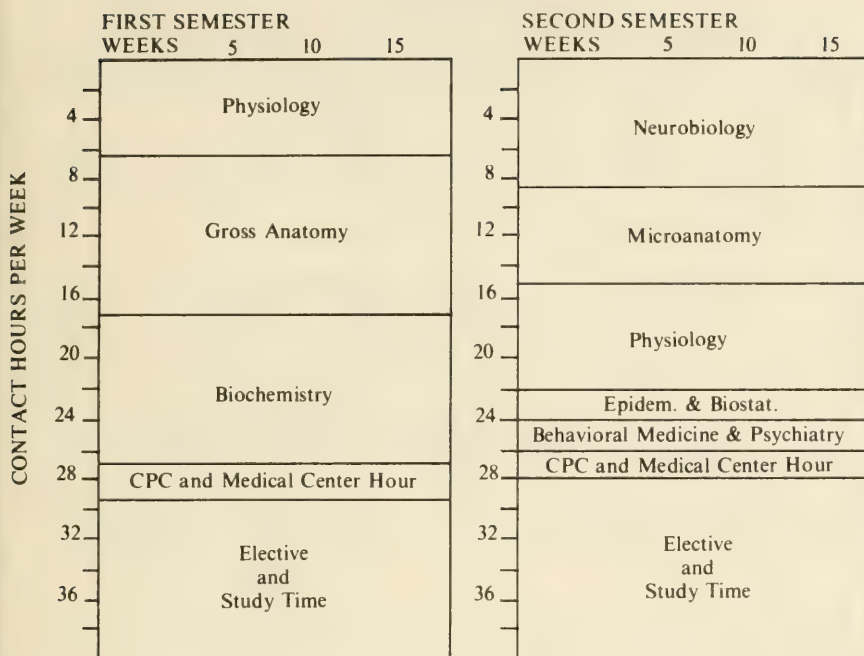 FIRST SEMESTER
WEEKS 5 10 15
CONTACT HOURS PER WEEK
4
8
12
16
20
24
28
32
36
Physiology
Gross Anatomy
Biochemistry
CPC and Medical Center Hour
Elective
and
Study Time
SECOND SEMESTER
WEEKS 5 10 15
4
8
12
16
20
24
28
32
36
Neurobiology
Microanatomy
Physiology
Epidem. & Biostat.
Behavioral Medicine & Psychiatry
CPC and Medical Center Hour
Elective
and
Study Time